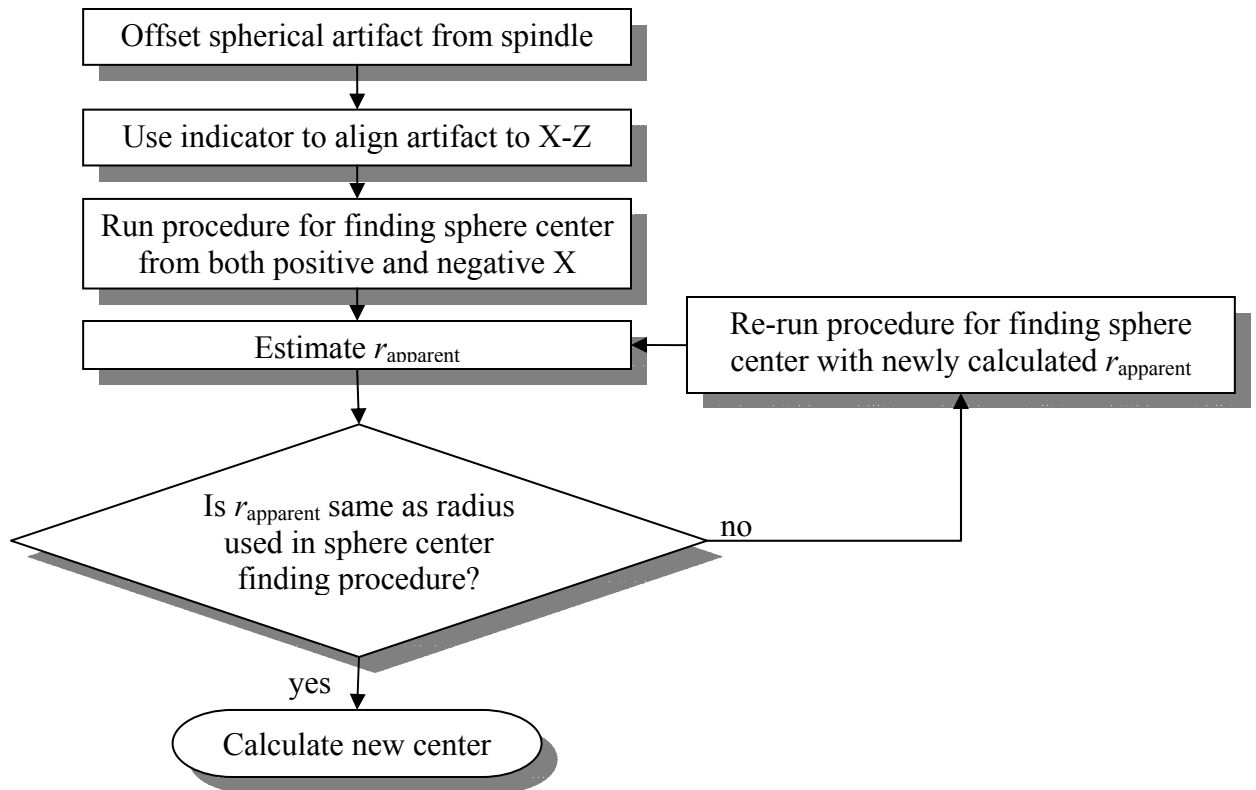 Offset spherical artifact from spindle
Use indicator to align artifact to X-Z
Run procedure for finding sphere center
from both positive and negative X
Estimate rapparent
Re-run procedure for finding sphere
center with newly calculated rapparent
Is rapparent same as radius
used in sphere center
finding procedure?
no
yes
Calculate new center